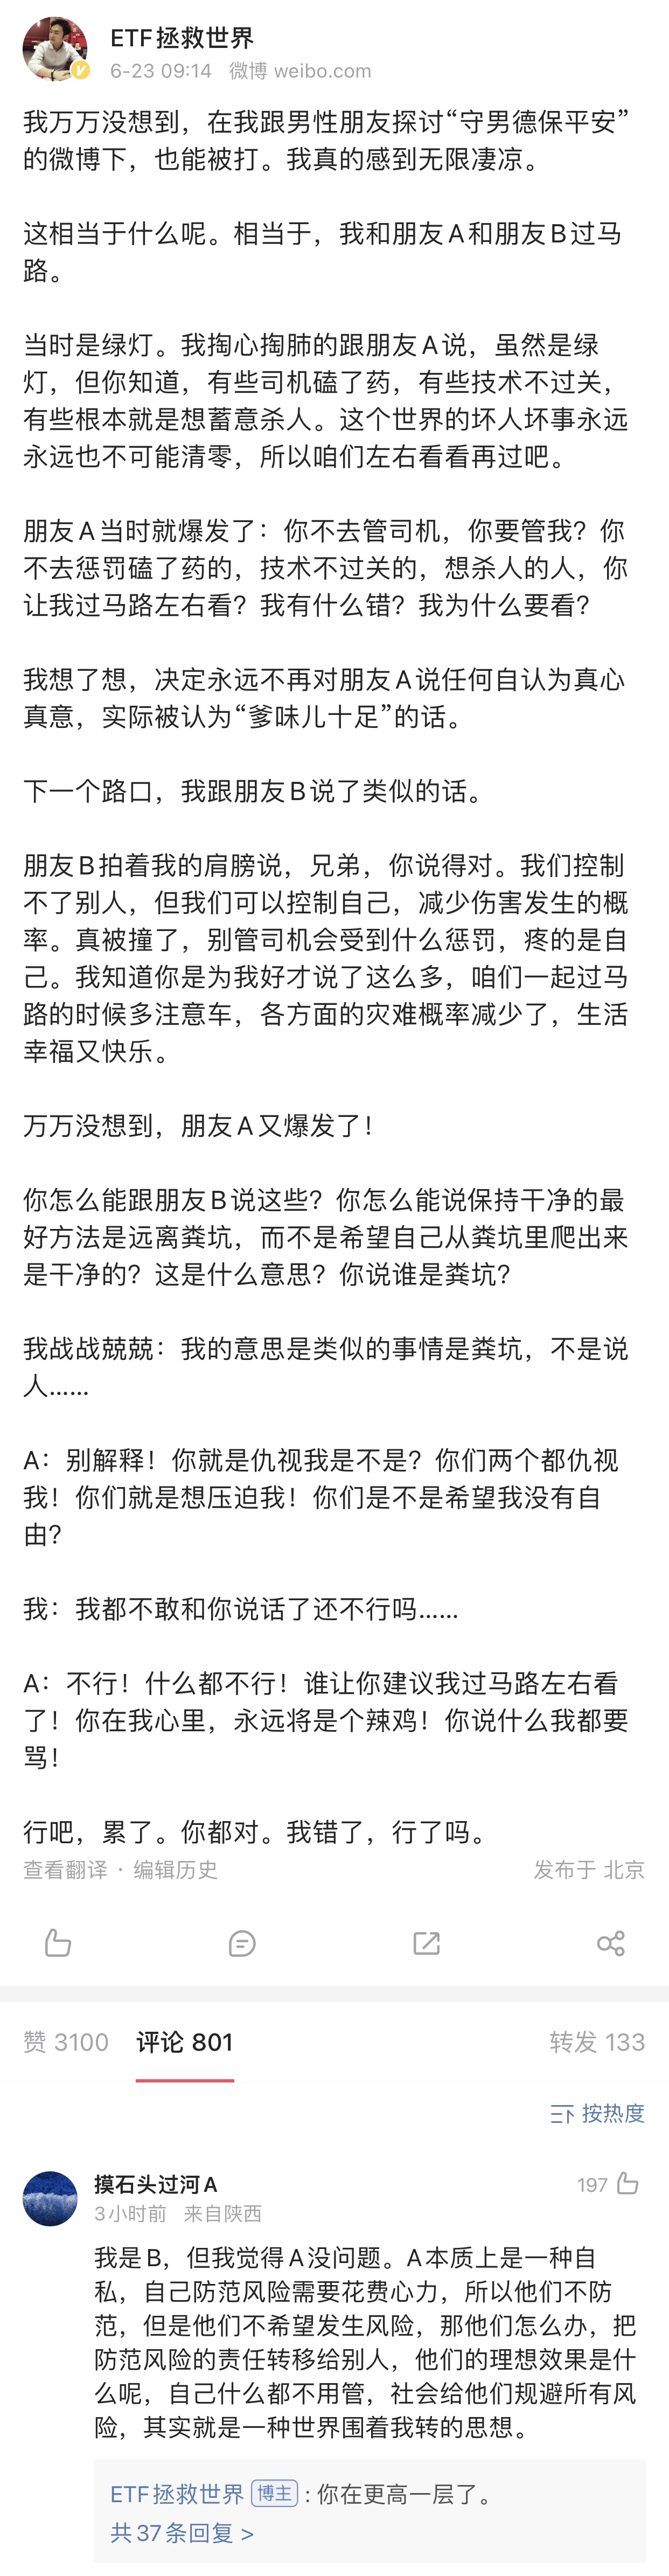 ETF拯救世界
6-23 09:14 微博 weibo.com
我万万没想到，在我跟男性朋友探讨“守男德保平安”
的微博下，也能被打。我真的感到无限凄凉。
这相当于什么呢。相当于，我和朋友A和朋友B过马
路。
当时是绿灯。我掏心掏肺的跟朋友A说，虽然是绿
灯，但你知道，有些司机磕了药，有些技术不过关，
有些根本就是想蓄意杀人。这个世界的坏人坏事永远
永远也不可能清零，所以咱们左右看看再过吧。
朋友A当时就爆发了：你不去管司机，你要管我？你
不去惩罚磕了药的，技术不过关的，想杀人的人，你
让我过马路左右看？我有什么错？我为什么要看？
我想了想，决定永远不再对朋友A说任何自认为真心
真意，实际被认为“爹味儿十足”的话。
下一个路口，我跟朋友B说了类似的话。
朋友B拍着我的肩膀说，兄弟，你说得对。我们控制
不了别人，但我们可以控制自己，减少伤害发生的概
率。真被撞了，别管司机会受到什么惩罚，疼的是自
己。我知道你是为我好才说了这么多，咱们一起过马
路的时候多注意车，各方面的灾难概率减少了，生活
幸福又快乐。
万万没想到，朋友A又爆发了！
你怎么能跟朋友B说这些？你怎么能说保持干净的最
好方法是远离粪坑，而不是希望自己从粪坑里爬出来
是干净的？这是什么意思？你说谁是粪坑？
我战战兢兢：我的意思是类似的事情是粪坑，不是说
人……
A：别解释！你就是仇视我是不是？你们两个都仇视
我！你们就是想压迫我！你们是不是希望我没有自
由？
我：我都不敢和你说话了还不行吗……
A：不行！什么都不行！谁让你建议我过马路左右看
了！你在我心里，永远将是个辣鸡！你说什么我都要
骂！
行吧，累了。你都对。我错了，行了吗。
查看翻译 · 编辑历史 发布于 北京
赞 3100 评论 801 转发 133
按热度
摸石头过河A 197
3小时前 来自陕西
我是B，但我觉得A没问题。A本质上是一种自
私，自己防范风险需要花费心力，所以他们不防
范，但是他们不希望发生风险，那他们怎么办，把
防范风险的责任转移给别人，他们的理想效果是什
么呢，自己什么都不用管，社会给他们规避所有风
险，其实就是一种世界围着我转的思想。
ETF拯救世界 博主 : 你在更高一层了。
共37条回复 >